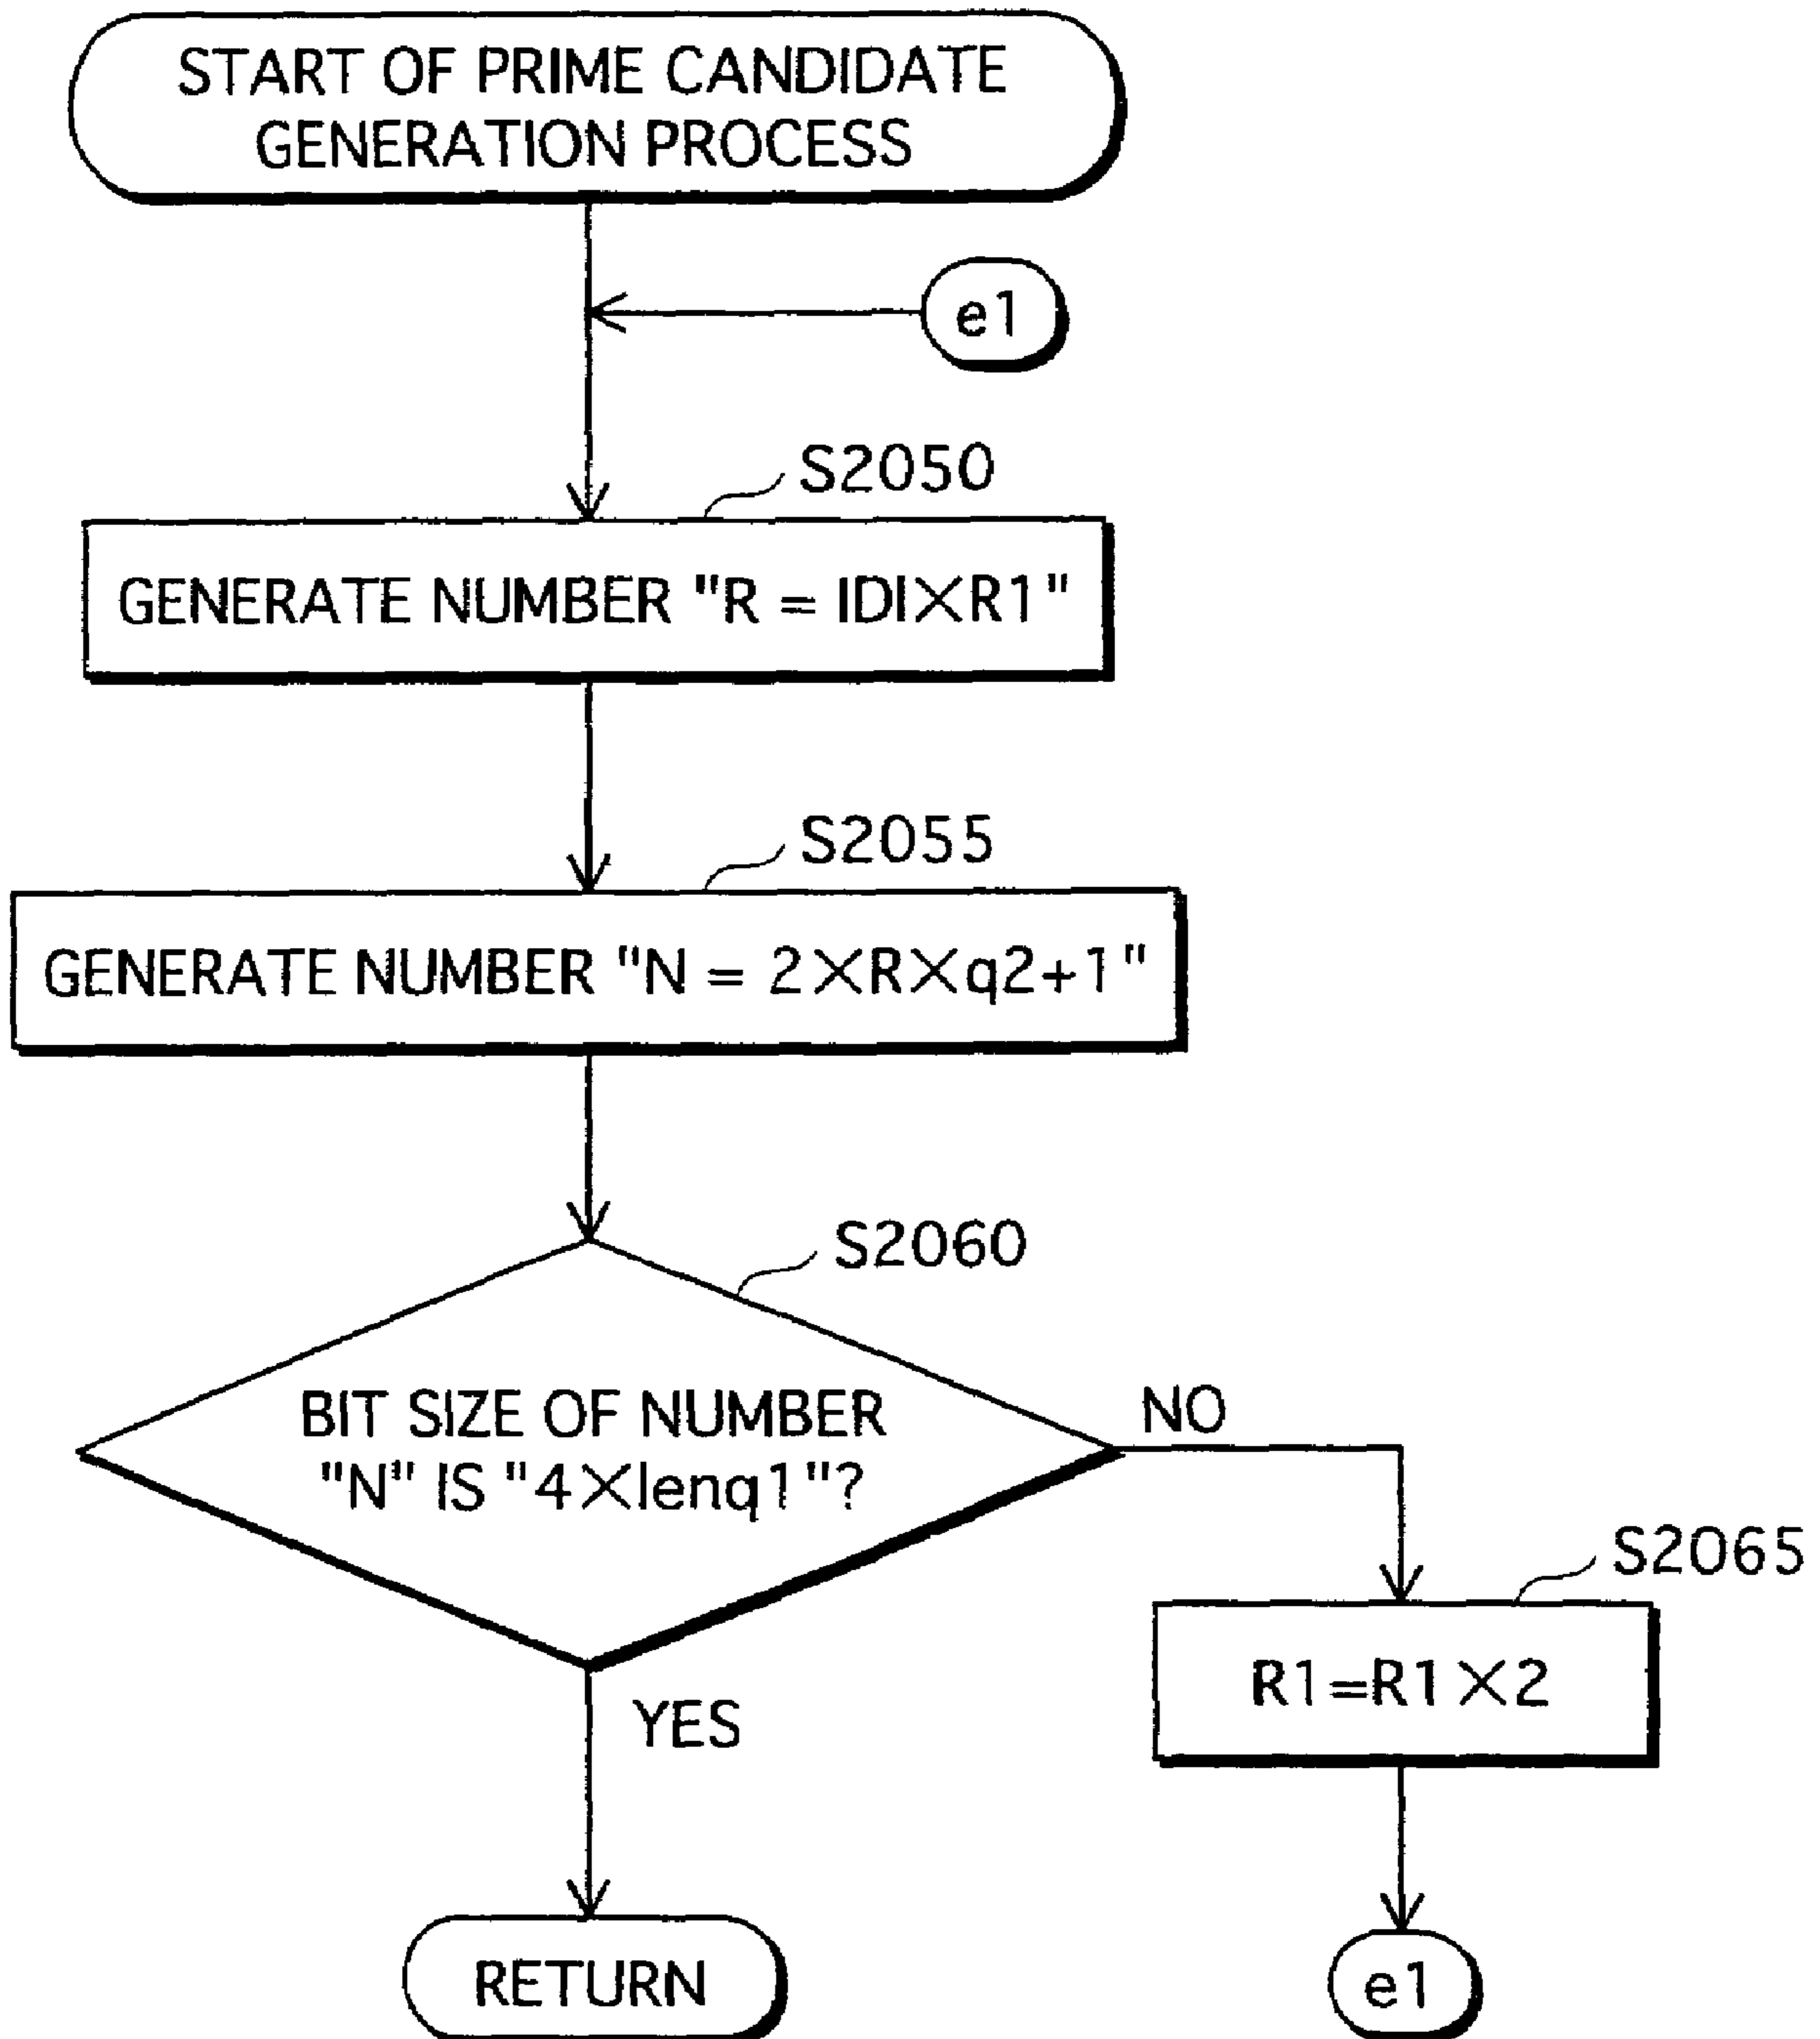 START OF PRIME CANDIDATE
GENERATION PROCESS
e1
S2050
GENERATE NUMBER "R = IDI×R1"
S2055
GENERATE NUMBER "N = 2×R×q2+1"
S2060
BIT SIZE OF NUMBER
"N" IS "4×lenq1"?
NO
S2065
R1=R1×2
YES
RETURN
e1